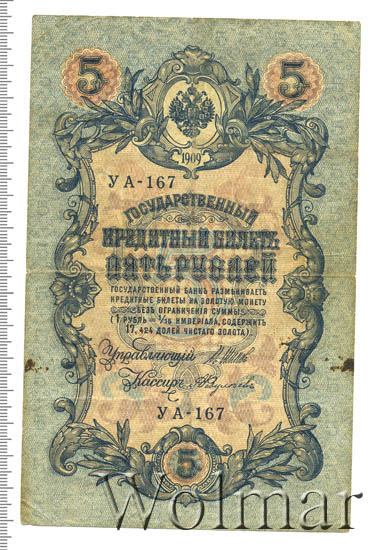 5 5
1909
УА-167
ГОСУДАРСТВЕННЫЙ
КРЕДИТНЫЙ БИЛЕТЪ
ПЯТЬ РУБЛЕЙ
ГОСУДАРСТВЕННЫЙ БАНКЪ РАЗМѢНИВАЕТЪ
КРЕДИТНЫЕ БИЛЕТЫ НА ЗОЛОТУЮ МОНЕТУ
БЕЗЪ ОГРАНИЧЕНІЯ СУММЫ
(1 РУБЛЬ = 1/15 ИМПЕРІАЛА, СОДЕРЖИТЪ
17,424 ДОЛЕЙ ЧИСТАГО ЗОЛОТА).
Управляющій
Кассиръ
УА-167
5
Wolmar